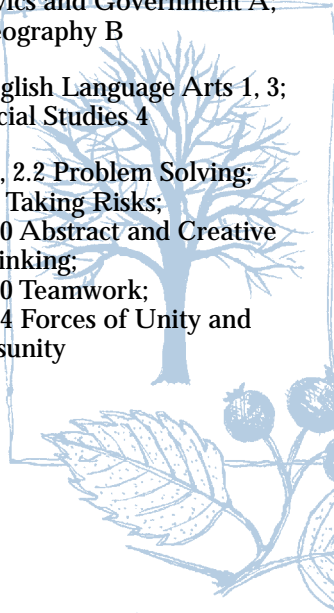 vics and Government A;
eography B
glish Language Arts 1, 3;
cial Studies 4
, 2.2 Problem Solving;
Taking Risks;
0 Abstract and Creative
inking;
0 Teamwork;
4 Forces of Unity and
sunity